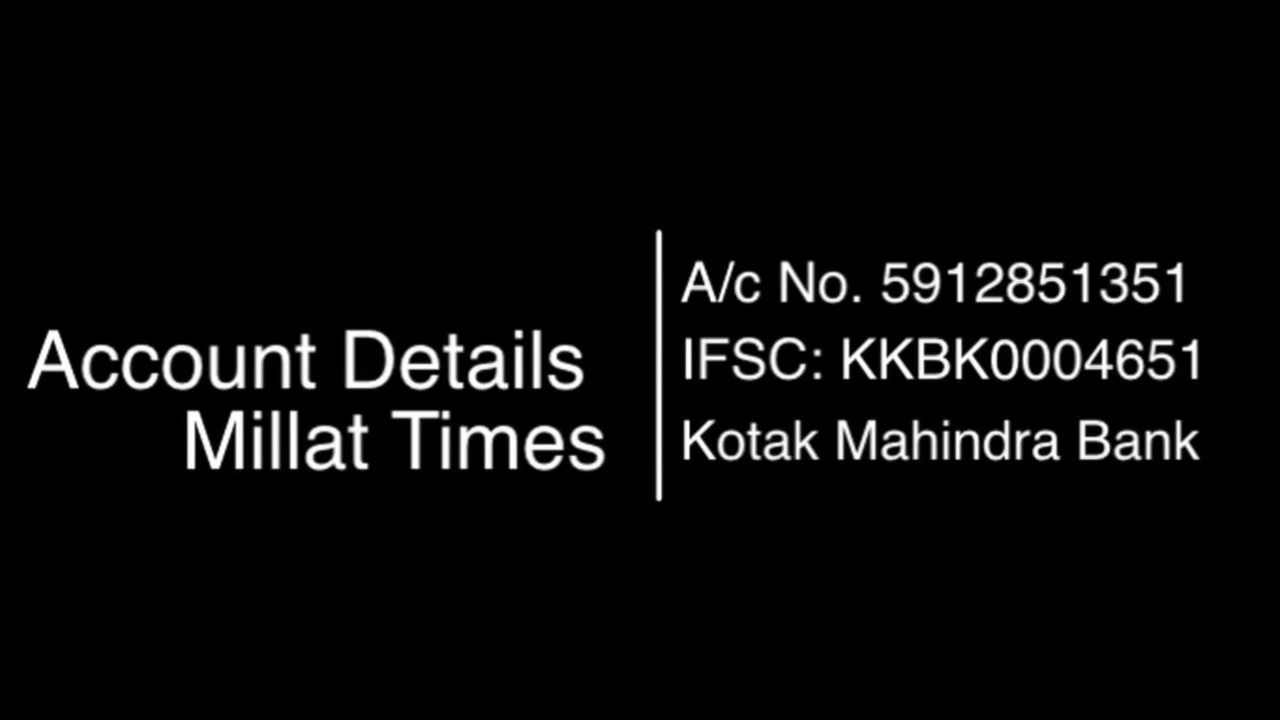 Account Details
Millat Times
A/c No. 5912851351
IFSC: KKBK0004651
Kotak Mahindra Bank